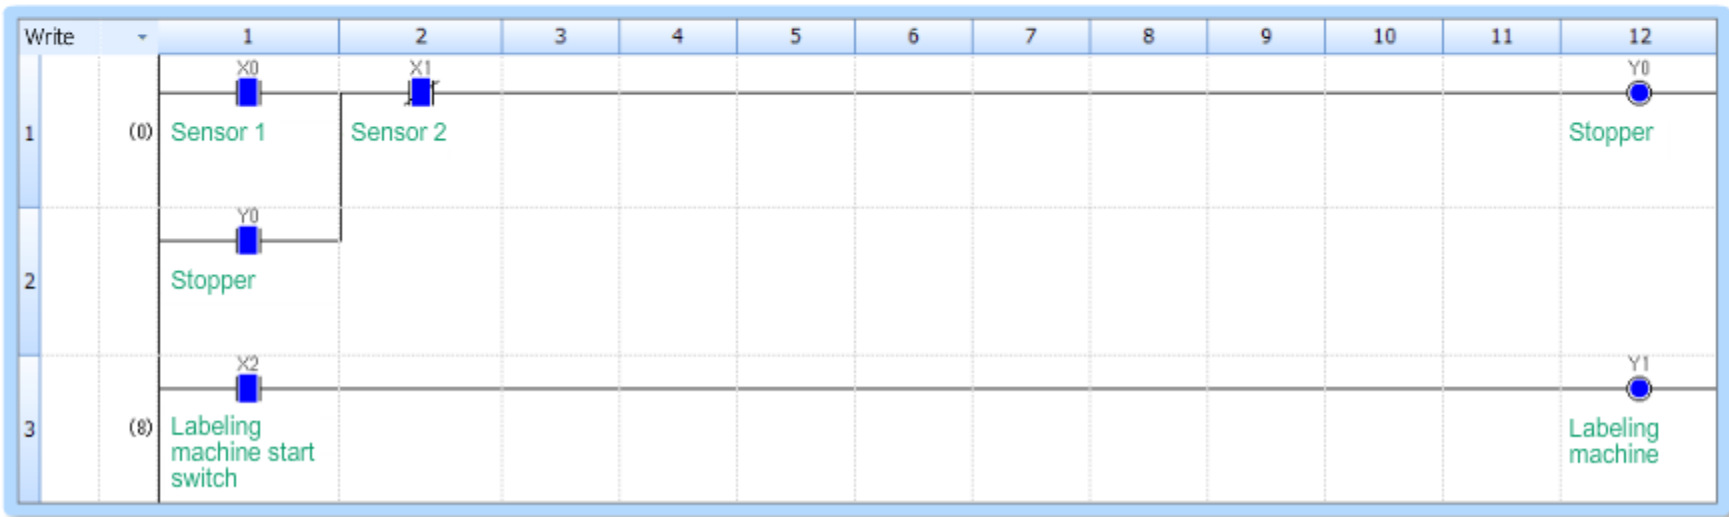 Write 1 2 3 4 5 6 7 8 9 10 11 12
X0 X1 Y0
1 (0) Sensor 1 Sensor 2 Stopper
Y0
2 Stopper
X2 Y1
3 (8) Labeling Labeling
machine start machine
switch